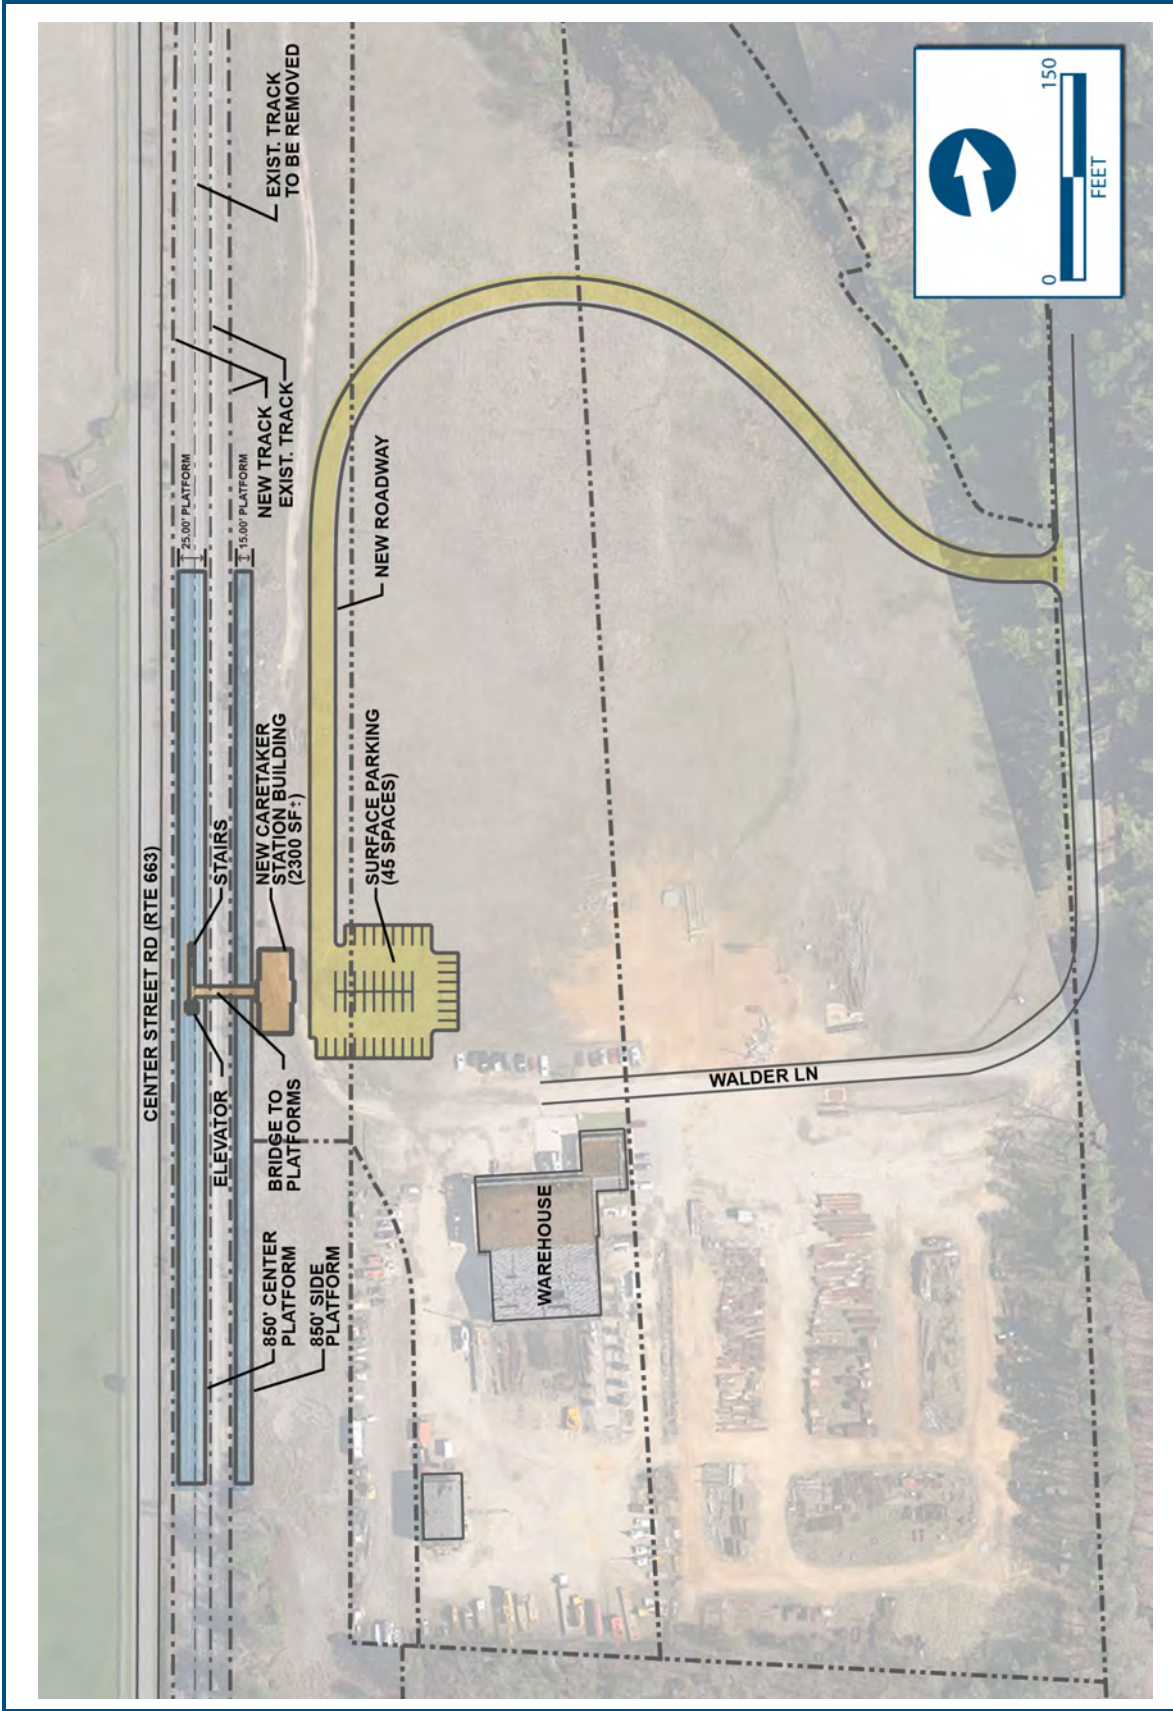 CENTER STREET RD (RTE 663)
EXIST. TRACK
TO BE REMOVED
NEW TRACK
EXIST. TRACK
25.00' PLATFORM
15.00' PLATFORM
NEW ROADWAY
STAIRS
NEW CARETAKER
STATION BUILDING
(2300 SF±)
SURFACE PARKING
(45 SPACES)
ELEVATOR
BRIDGE TO
PLATFORMS
850' CENTER
PLATFORM
850' SIDE
PLATFORM
WAREHOUSE
WALDER LN
0
150
FEET